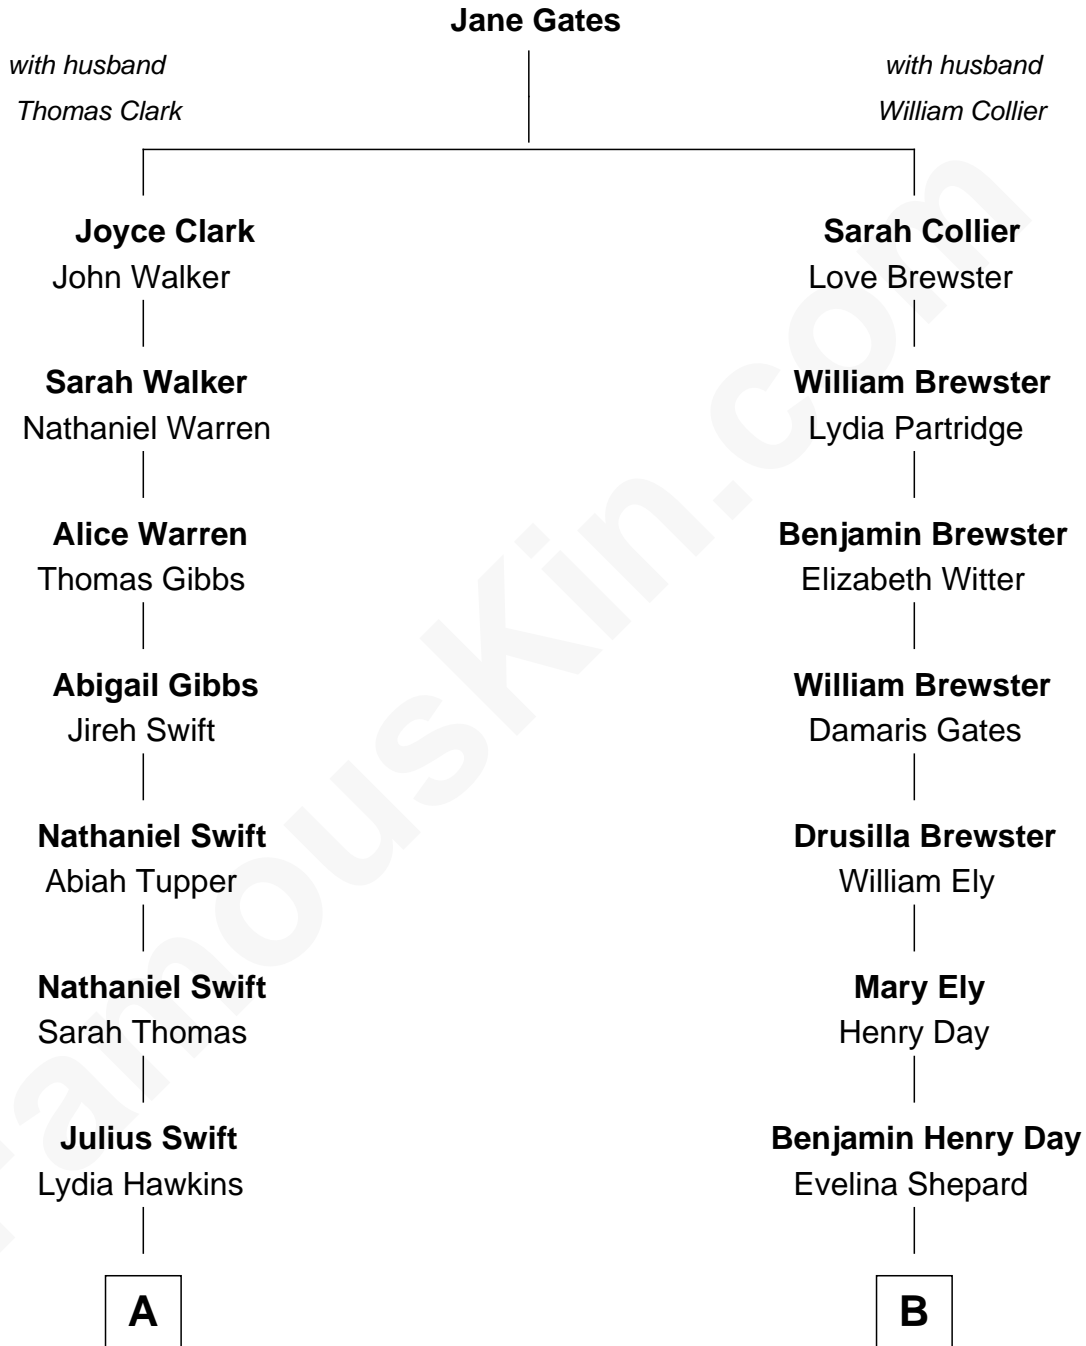 Jane Gates
with husband
Thomas Clark
with husband
William Collier
Joyce Clark
John Walker
Sarah Collier
Love Brewster
Sarah Walker
Nathaniel Warren
William Brewster
Lydia Partridge
Alice Warren
Thomas Gibbs
Benjamin Brewster
Elizabeth Witter
Abigail Gibbs
Jireh Swift
William Brewster
Damaris Gates
Nathaniel Swift
Abiah Tupper
Drusilla Brewster
William Ely
Nathaniel Swift
Sarah Thomas
Mary Ely
Henry Day
Julius Swift
Lydia Hawkins
Benjamin Henry Day
Evelina Shepard
A
B
FamousKin.com